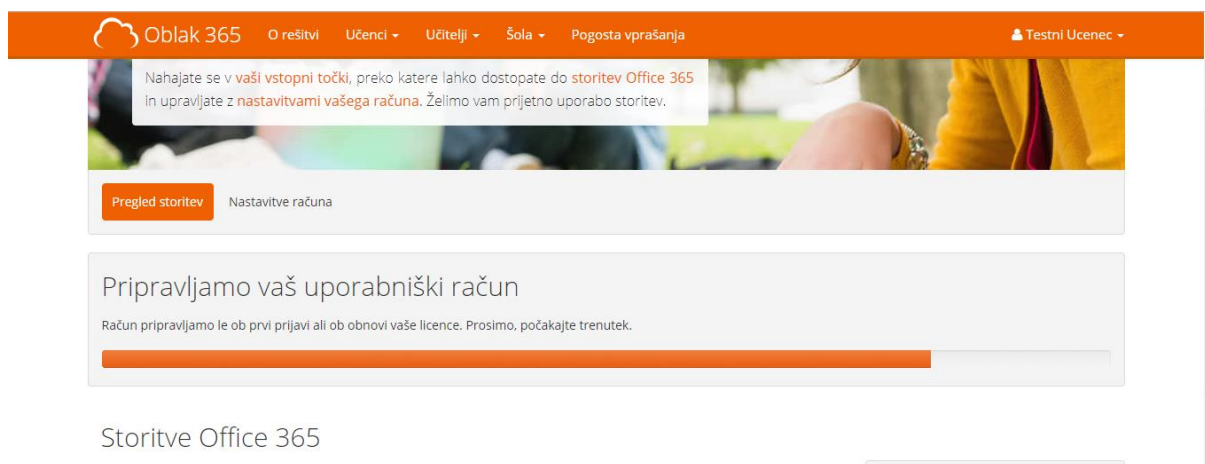 Oblak 365 O rešitvi Učenci Učitelji Šola Pogosta vprašanja Testni Ucenec
Nahajate se v vaši vstopni točki, preko katere lahko dostopate do storitev Office 365
in upravljate z nastavitvami vašega računa. Želimo vam prijetno uporabo storitev.
Pregled storitev Nastavitve računa
Pripravljamo vaš uporabniški račun
Račun pripravljamo le ob prvi prijavi ali ob obnovi vaše licence. Prosimo, počakajte trenutek.
Storitve Office 365